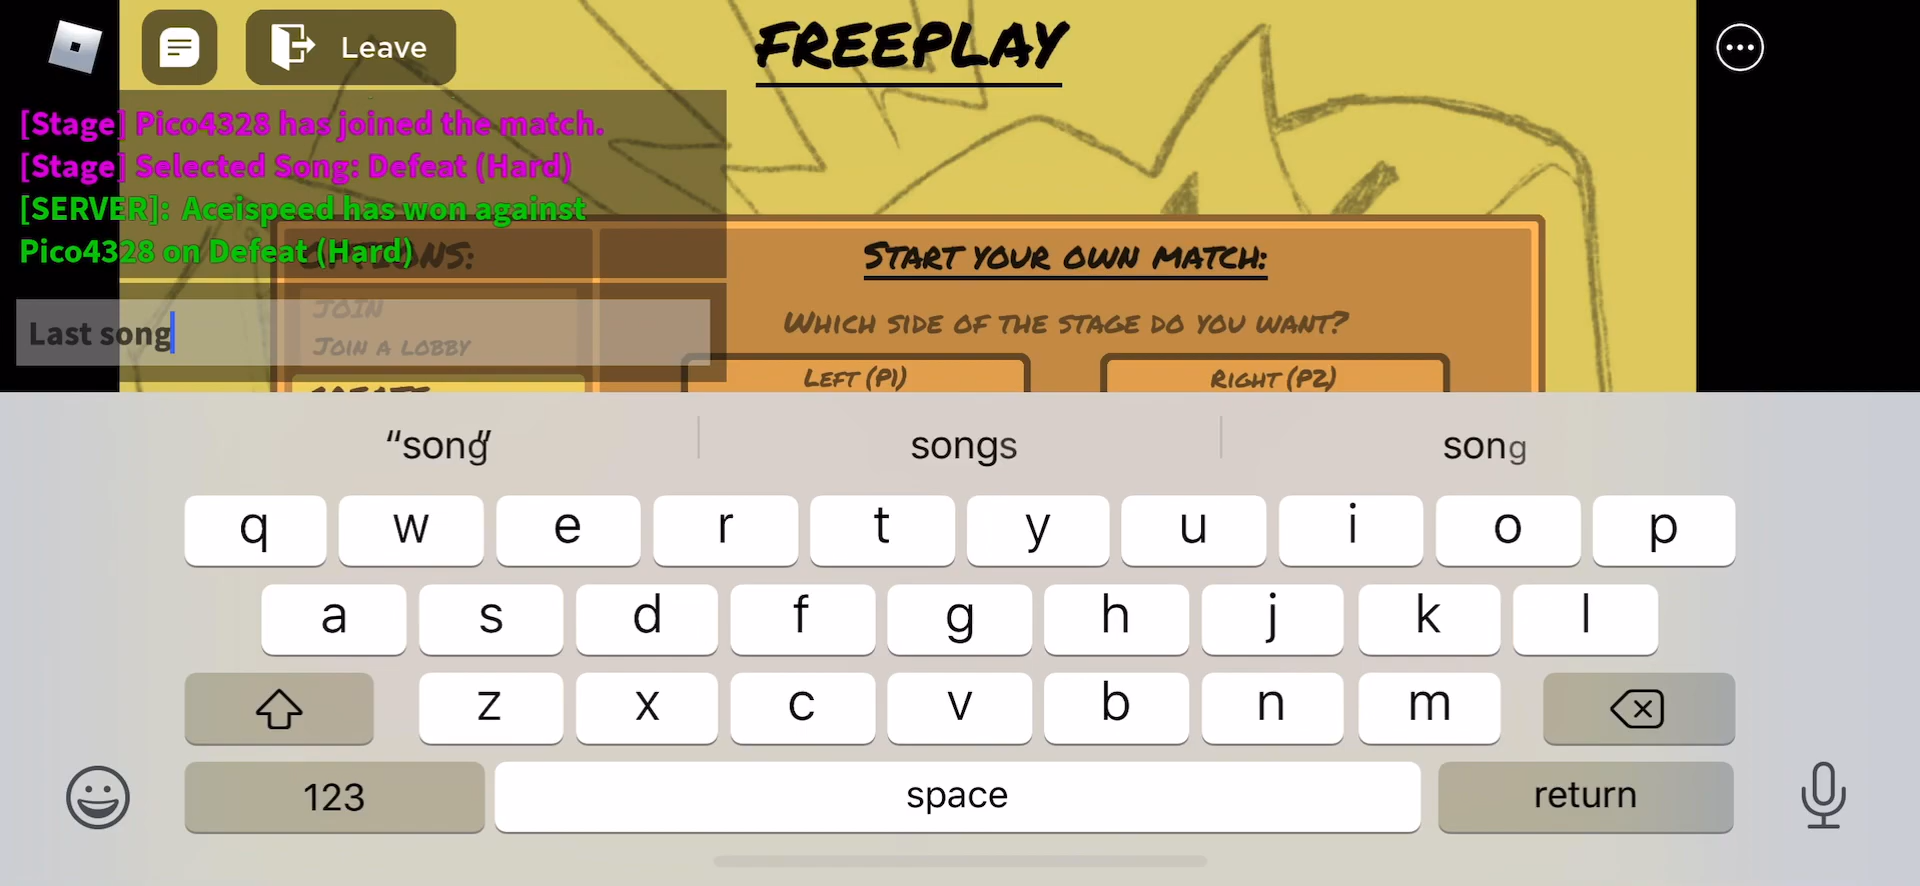 Leave
FREEPLAY
[Stage] Pico4328 has joined the match.
[Stage] Selected Song: Defeat (Hard)
[SERVER]: Aceispeed has won against
Pico4328 on Defeat (Hard)
OPTIONS:
START YOUR OWN MATCH:
JOIN
JOIN A LOBBY
WHICH SIDE OF THE STAGE DO YOU WANT?
Last song
LEFT (P1)
RIGHT (P2)
CREATE
“song”
songs
song
q w e r t y u i o p
a s d f g h j k l
z x c v b n m
123
space
return